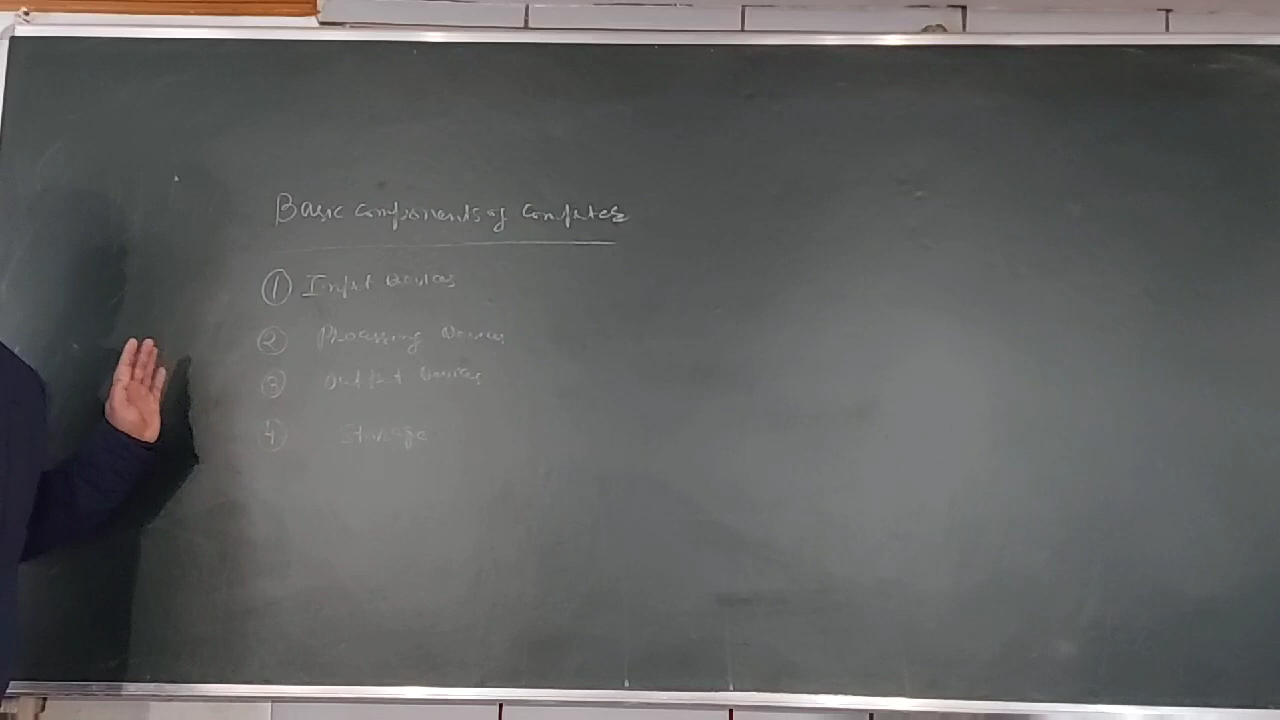 Basic components of Computer
① Input Devices
② Processing Devices
③ Output Devices
④ Storage